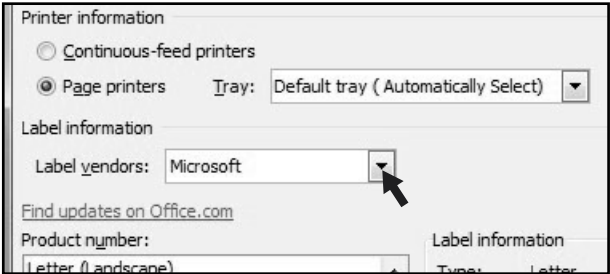 Printer information
Continuous-feed printers
Page printers Tray: Default tray ( Automatically Select)
Label information
Label vendors: Microsoft
Find updates on Office.com
Product number: Label information
Letter (Landscape) Type: Letter